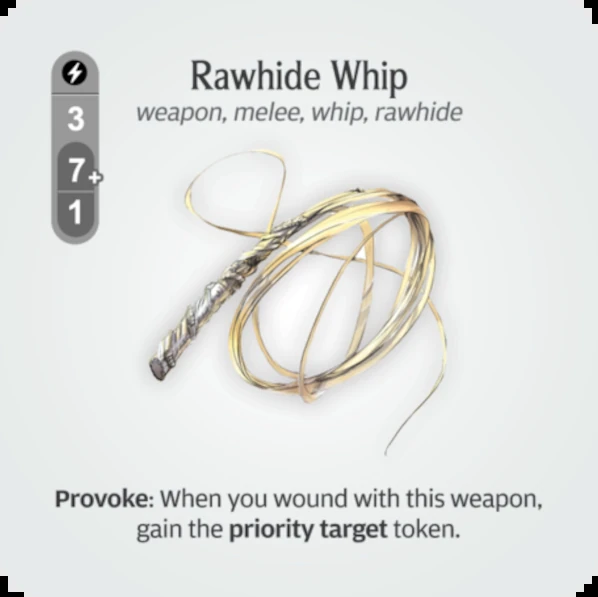 Rawhide Whip
weapon, melee, whip, rawhide
3
7+
1
Provoke: When you wound with this weapon,
gain the priority target token.